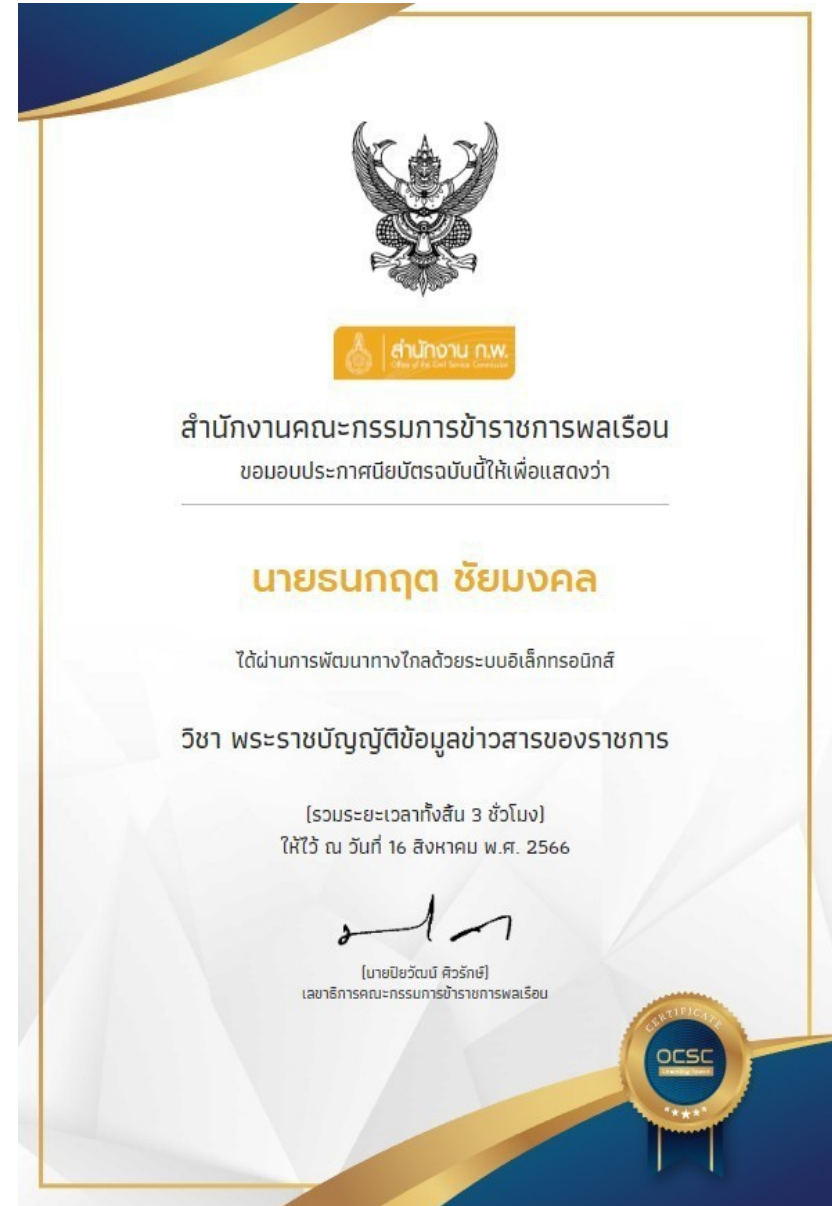 สำนักงาน ก.พ.
Office of the Civil Service Commission
สำนักงานคณะกรรมการข้าราชการพลเรือน
ขอมอบประกาศนียบัตรฉบับนี้ให้เพื่อแสดงว่า
นายธนกฤต ชัยมงคล
ได้ผ่านการพัฒนาทางไกลด้วยระบบอิเล็กทรอนิกส์
วิชา พระราชบัญญัติข้อมูลข่าวสารของราชการ
(รวมระยะเวลาทั้งสิ้น 3 ชั่วโมง)
ให้ไว้ ณ วันที่ 16 สิงหาคม พ.ศ. 2566
(นายปิยวัฒน์ ศิวรักษ์)
เลขาธิการคณะกรรมการข้าราชการพลเรือน
CERTIFICATE
OCSC
Learning Space